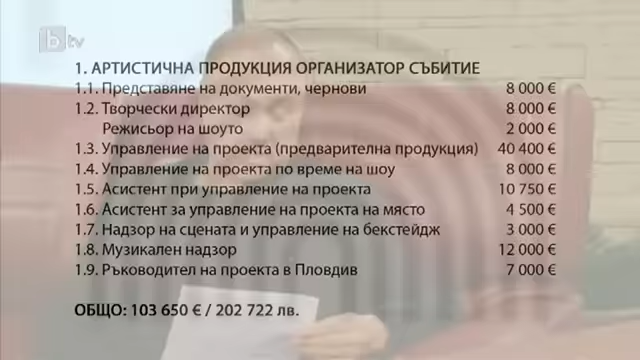 btv
1. АРТИСТИЧНА ПРОДУКЦИЯ ОРГАНИЗАТОР СЪБИТИЕ
1.1. Представяне на документи, чернови 8 000 €
1.2. Творчески директор 8 000 €
Режисьор на шоуто 2 000 €
1.3. Управление на проекта (предварителна продукция) 40 400 €
1.4. Управление на проекта по време на шоу 8 000 €
1.5. Асистент при управление на проекта 10 750 €
1.6. Асистент за управление на проекта на място 4 500 €
1.7. Надзор на сцената и управление на бекстейдж 3 000 €
1.8. Музикален надзор 12 000 €
1.9. Ръководител на проекта в Пловдив 7 000 €
ОБЩО: 103 650 € / 202 722 лв.